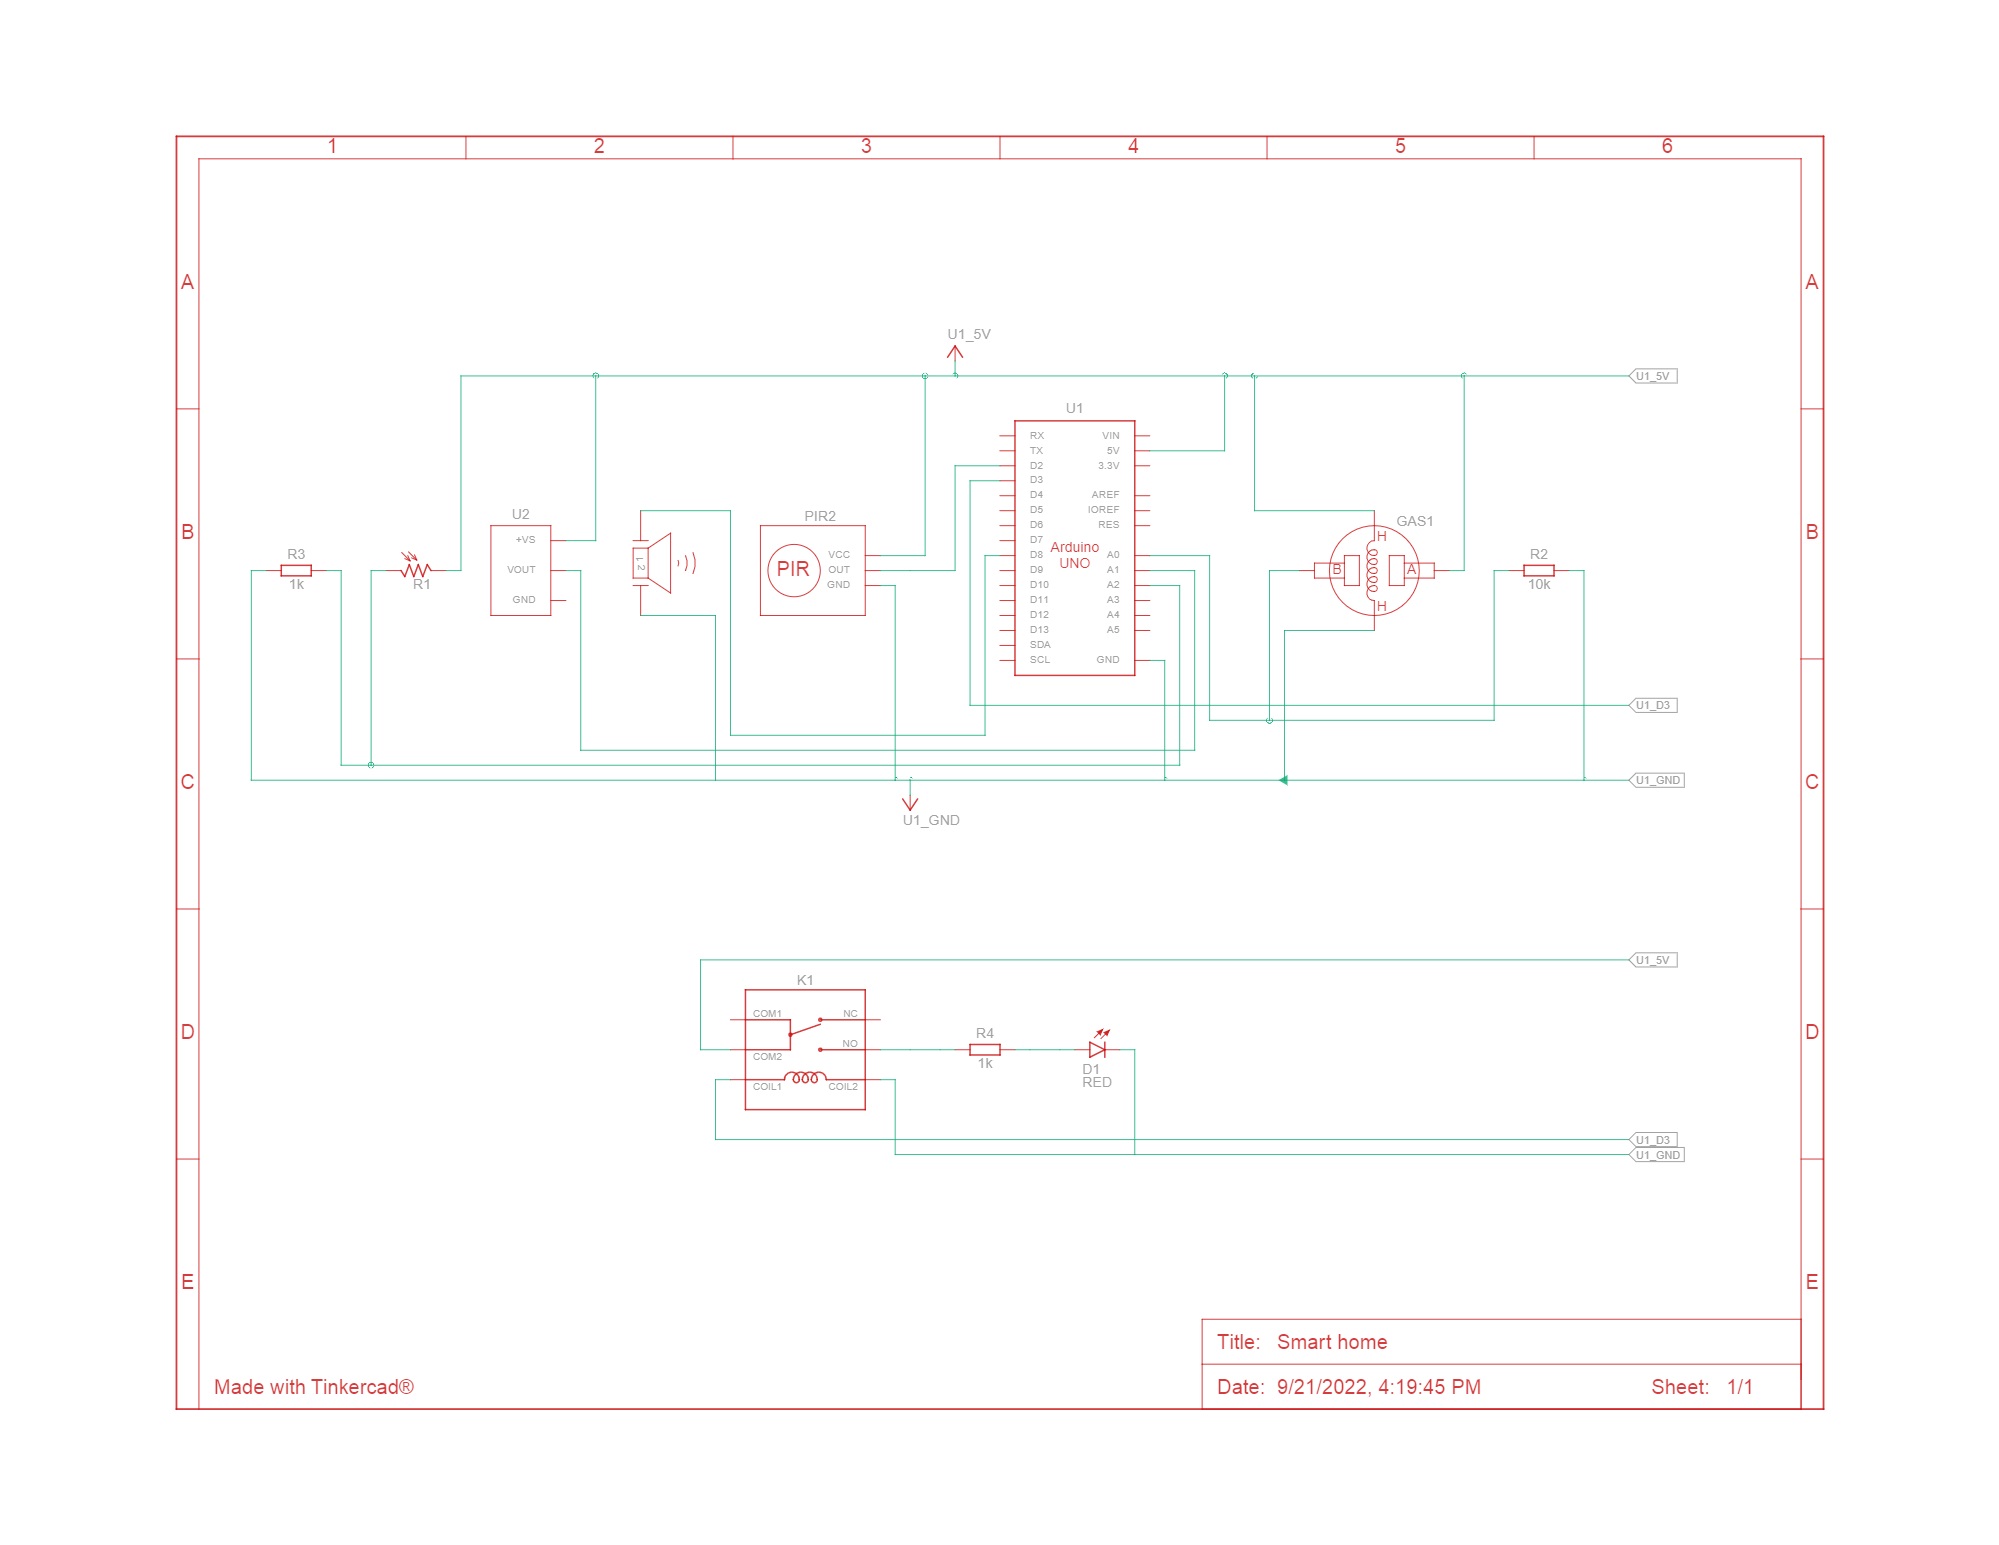 1 2 3 4 5 6
A A
U1_5V
U1_5V
B B
R3
1k
R1
U2
+VS
VOUT
GND
1 2
PIR2
PIR
VCC
OUT
GND
U1
Arduino
UNO
RX VIN
TX 5V
D2 3.3V
D3
D4 AREF
D5 IOREF
D6 RES
D7
D8 A0
D9 A1
D10 A2
D11 A3
D12 A4
D13 A5
SDA
SCL GND
GAS1
H
B A
H
R2
10k
U1_D3
C C
U1_GND
U1_GND
U1_5V
D D
K1
COM1 NC
NO
COM2
COIL1 COIL2
R4
1k
D1
RED
U1_D3
U1_GND
E E
Title: Smart home
Made with Tinkercad®
Date: 9/21/2022, 4:19:45 PM Sheet: 1/1